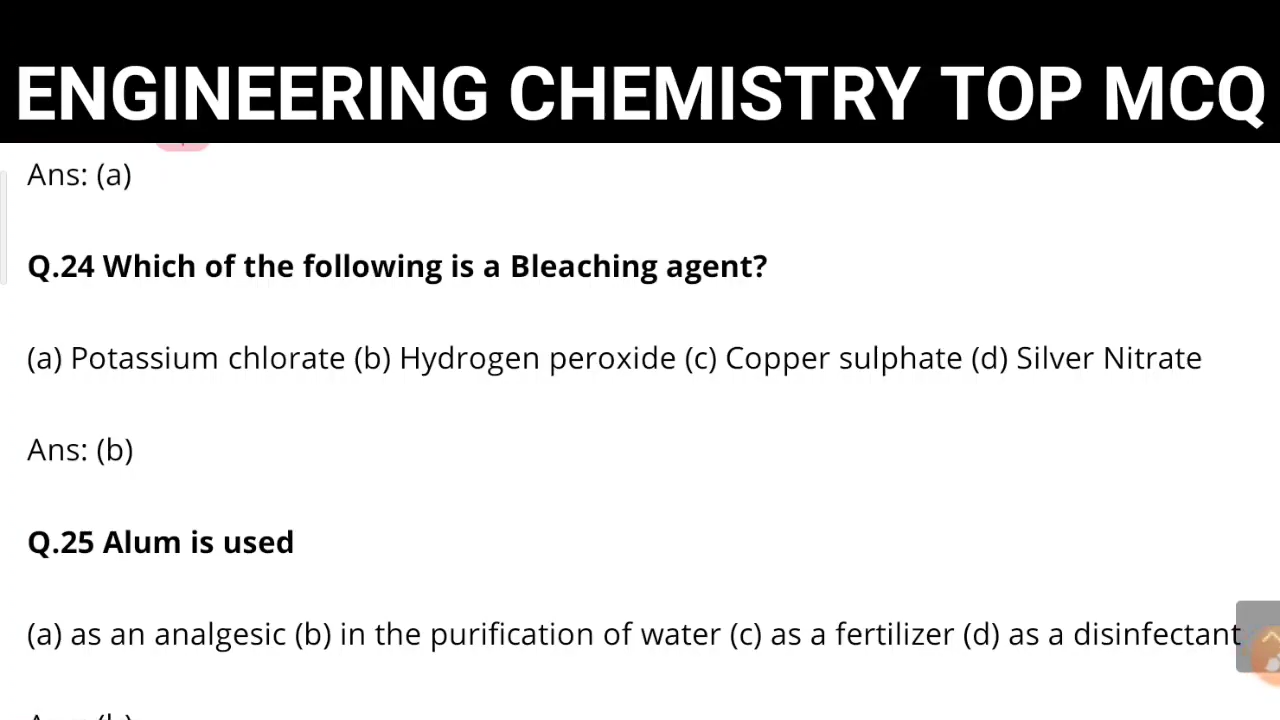 ENGINEERING CHEMISTRY TOP MCQ
Ans: (a)
Q.24 Which of the following is a Bleaching agent?
(a) Potassium chlorate (b) Hydrogen peroxide (c) Copper sulphate (d) Silver Nitrate
Ans: (b)
Q.25 Alum is used
(a) as an analgesic (b) in the purification of water (c) as a fertilizer (d) as a disinfectant